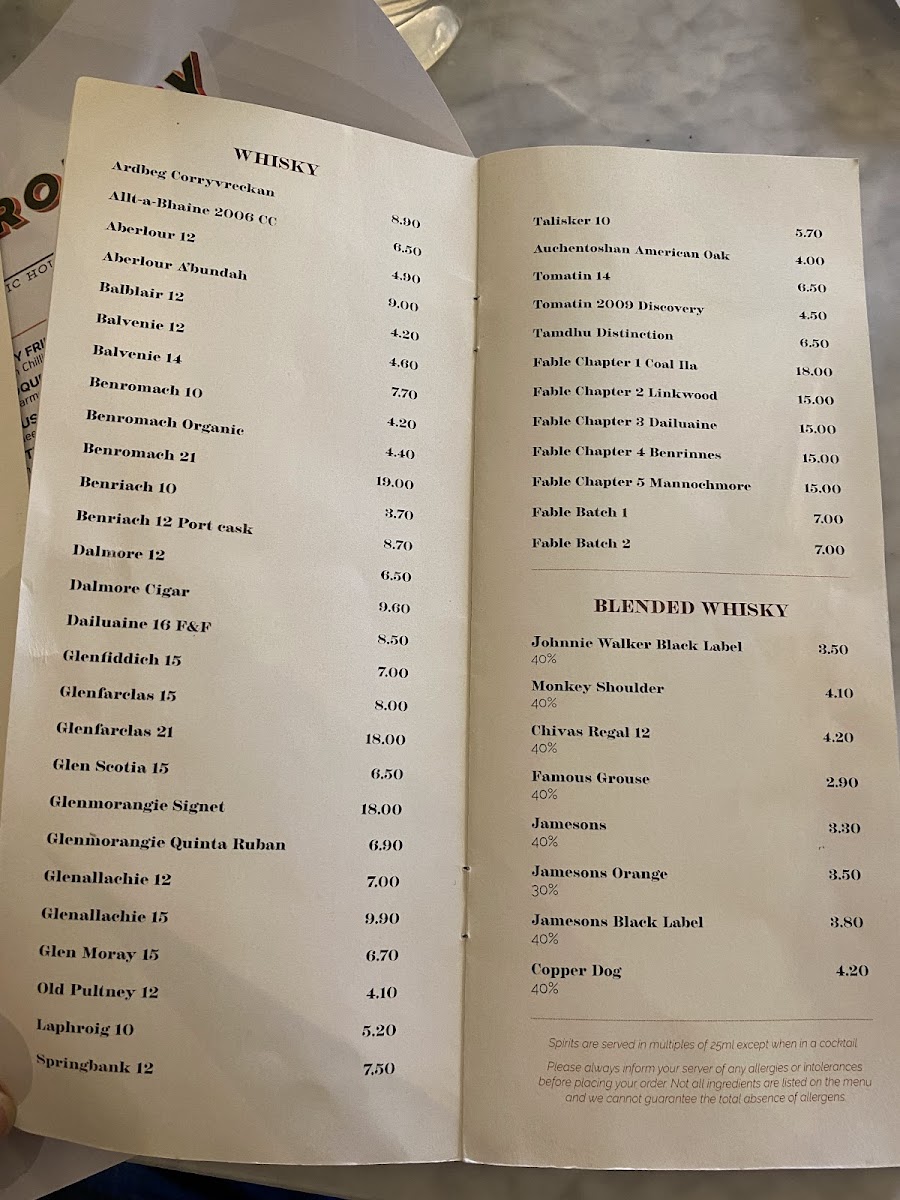 WHISKY
Ardbeg Corryvreckan 8.90
Allt-a-Bhaine 2006 CC 6.50
Aberlour 12 4.90
Aberlour A'bundah 9.00
Balblair 12 4.20
Balvenie 12 4.60
Balvenie 14 7.70
Benromach 10 4.20
Benromach Organic 4.40
Benromach 21 19.00
Benriach 10 3.70
Benriach 12 Port cask 8.70
Dalmore 12 6.50
Dalmore Cigar 9.60
Dailuaine 16 F&F 8.50
Glenfiddich 15 7.00
Glenfarclas 15 8.00
Glenfarclas 21 18.00
Glen Scotia 15 6.50
Glenmorangie Signet 18.00
Glenmorangie Quinta Ruban 6.90
Glenallachie 12 7.00
Glenallachie 15 9.90
Glen Moray 15 6.70
Old Pultney 12 4.10
Laphroig 10 5.20
Springbank 12 7,50
Talisker 10 5.70
Auchentoshan American Oak 4.00
Tomatin 14 6.50
Tomatin 2009 Discovery 4.50
Tamdhu Distinction 6.50
Fable Chapter 1 Coal Ila 18.00
Fable Chapter 2 Linkwood 15.00
Fable Chapter 3 Dailuaine 15.00
Fable Chapter 4 Benrinnes 15.00
Fable Chapter 5 Mannochmore 15.00
Fable Batch 1 7.00
Fable Batch 2 7.00
BLENDED WHISKY
Johnnie Walker Black Label 3.50
40%
Monkey Shoulder 4.10
40%
Chivas Regal 12 4.20
40%
Famous Grouse 2.90
40%
Jamesons 3.30
40%
Jamesons Orange 3.50
30%
Jamesons Black Label 3.80
40%
Copper Dog 4.20
40%
Spirits are served in multiples of 25ml except when in a cocktail
Please always inform your server of any allergies or intolerances
before placing your order. Not all ingredients are listed on the menu
and we cannot guarantee the total absence of allergens.